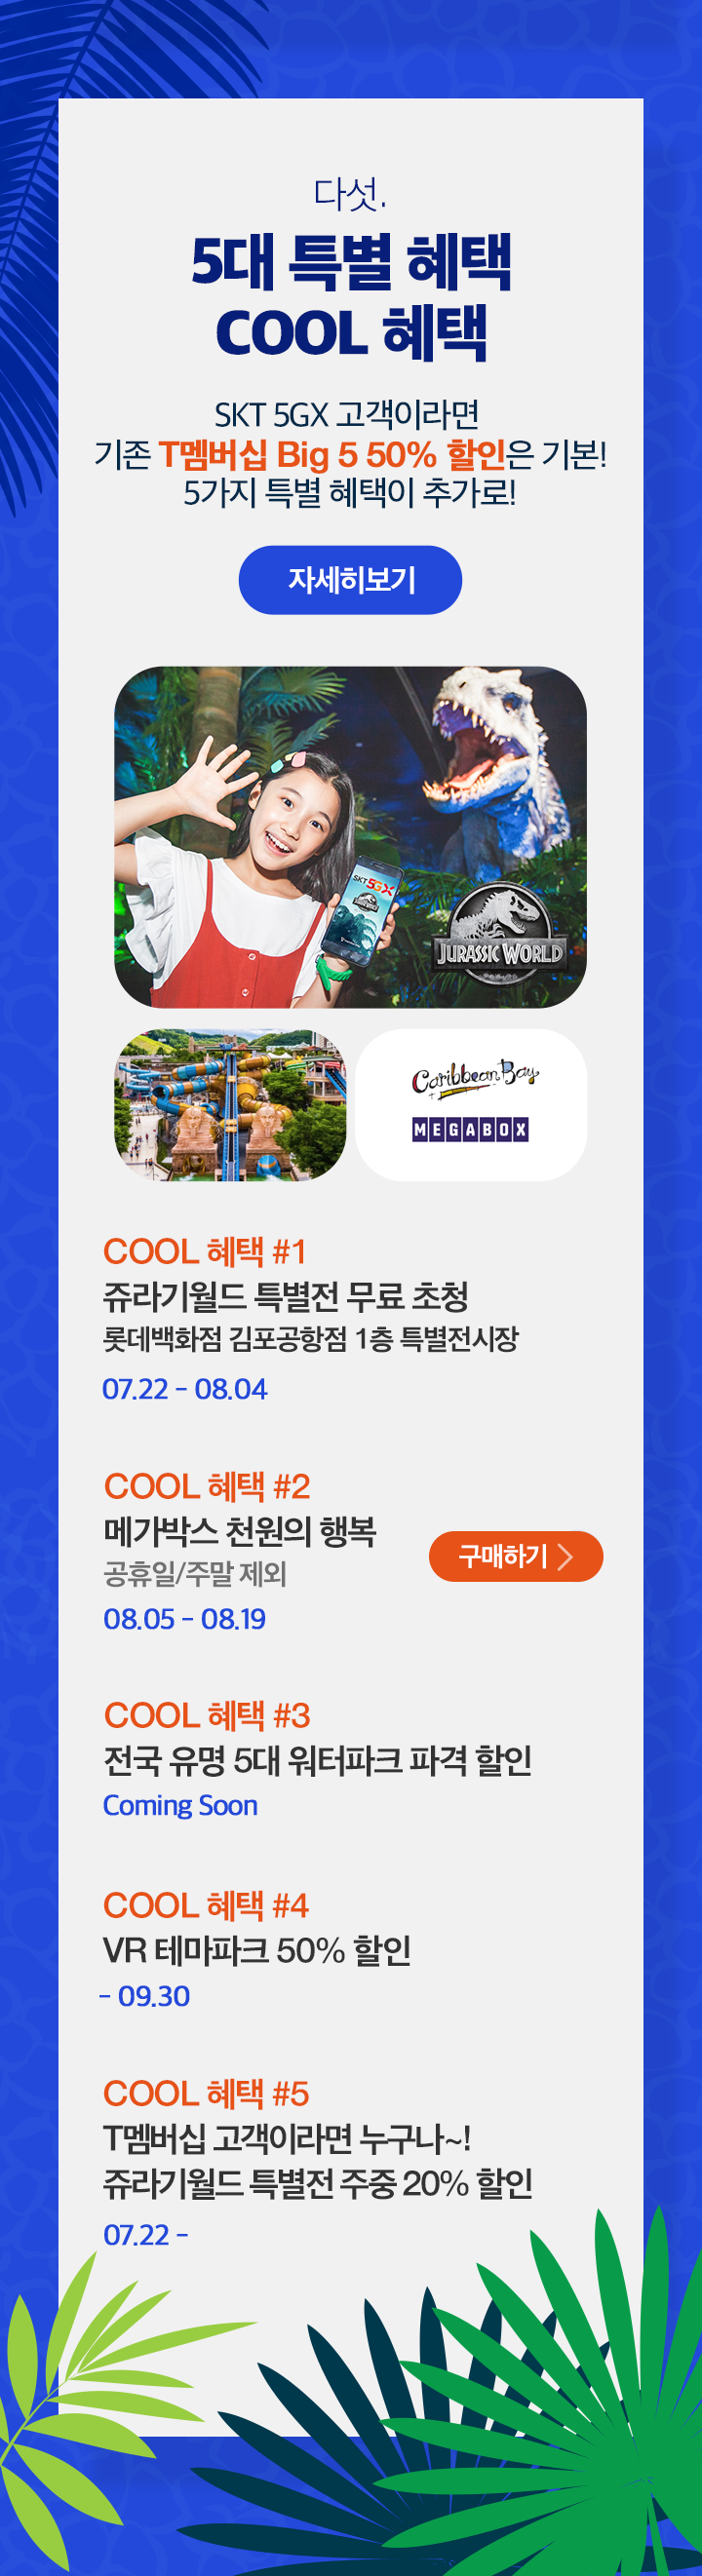 다섯.
5대 특별 혜택
COOL 혜택
SKT 5GX 고객이라면
기존 T멤버십 Big 5 50% 할인은 기본!
5가지 특별 혜택이 추가로!
자세히보기
SKT 5GX
JURASSIC WORLD
Caribbean Bay
MEGABOX
COOL 혜택 #1
쥬라기월드 특별전 무료 초청
롯데백화점 김포공항점 1층 특별전시장
07.22 - 08.04
COOL 혜택 #2
메가박스 천원의 행복
공휴일/주말 제외
구매하기
08.05 - 08.19
COOL 혜택 #3
전국 유명 5대 워터파크 파격 할인
Coming Soon
COOL 혜택 #4
VR 테마파크 50% 할인
- 09.30
COOL 혜택 #5
T멤버십 고객이라면 누구나~!
쥬라기월드 특별전 주중 20% 할인
07.22 -